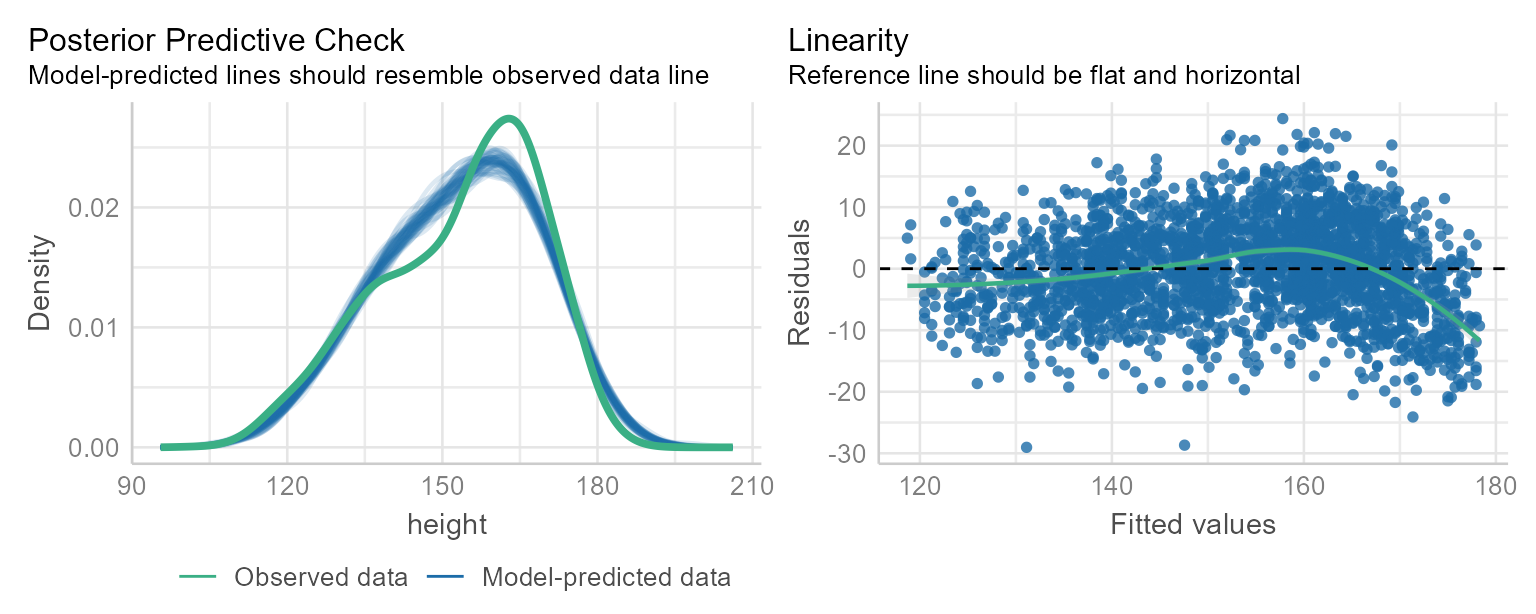 Posterior Predictive Check
Model-predicted lines should resemble observed data line
Density
0.02
0.01
0.00
90 120 150 180 210
height
Observed data Model-predicted data
Linearity
Reference line should be flat and horizontal
Residuals
20
10
0
-10
-20
-30
120 140 160 180
Fitted values